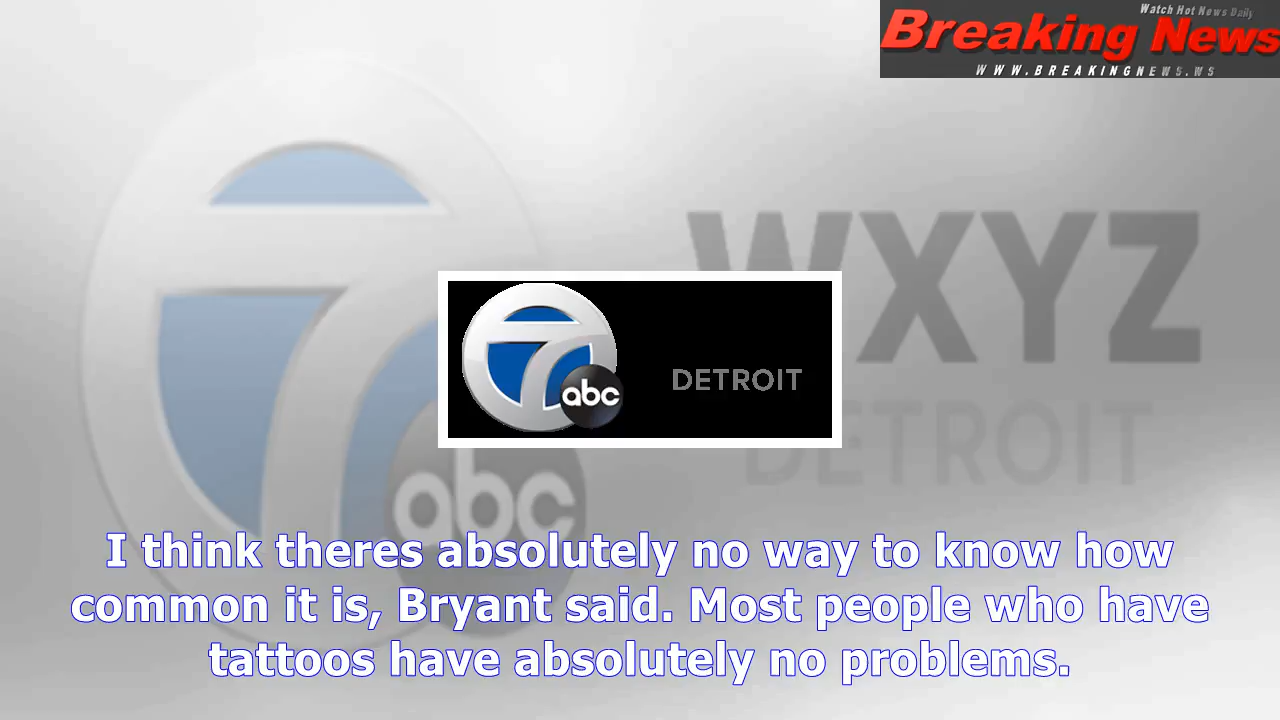 Watch Hot News Daily
Breaking News
WWW.BREAKINGNEWS.WS
WXYZ
DETROIT
abc
7
abc
DETROIT
I think theres absolutely no way to know how
common it is, Bryant said. Most people who have
tattoos have absolutely no problems.